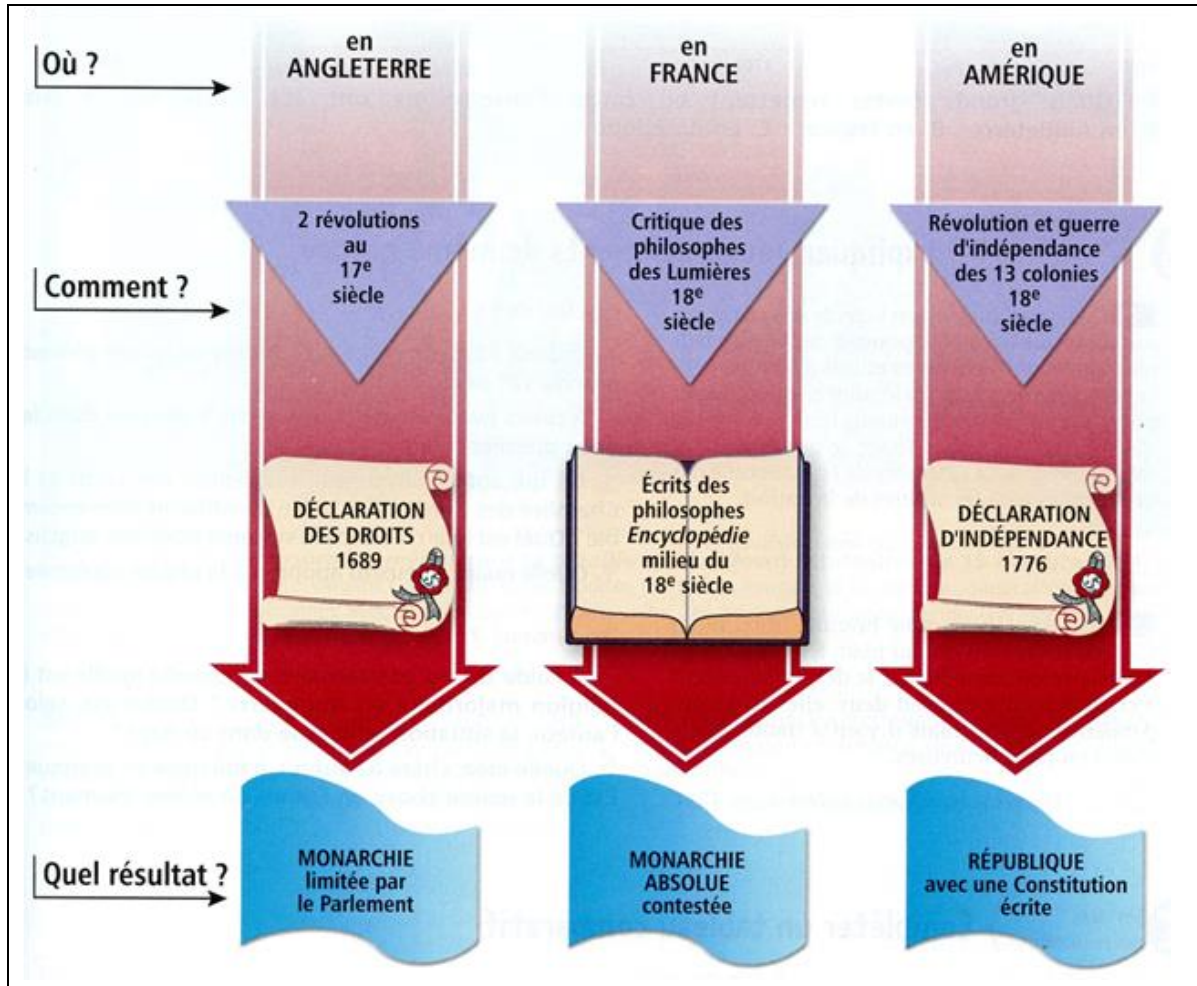 Où ?
en
ANGLETERRE
en
FRANCE
en
AMÉRIQUE
Comment ?
2 révolutions
au
17e
siècle
Critique des
philosophes
des Lumières
18e
siècle
Révolution et guerre
d'indépendance
des 13 colonies
18e
siècle
DÉCLARATION
DES DROITS
1689
Écrits des
philosophes
Encyclopédie
milieu du
18e siècle
DÉCLARATION
D'INDÉPENDANCE
1776
Quel résultat ?
MONARCHIE
limitée par
le Parlement
MONARCHIE
ABSOLUE
contestée
RÉPUBLIQUE
avec une Constitution
écrite